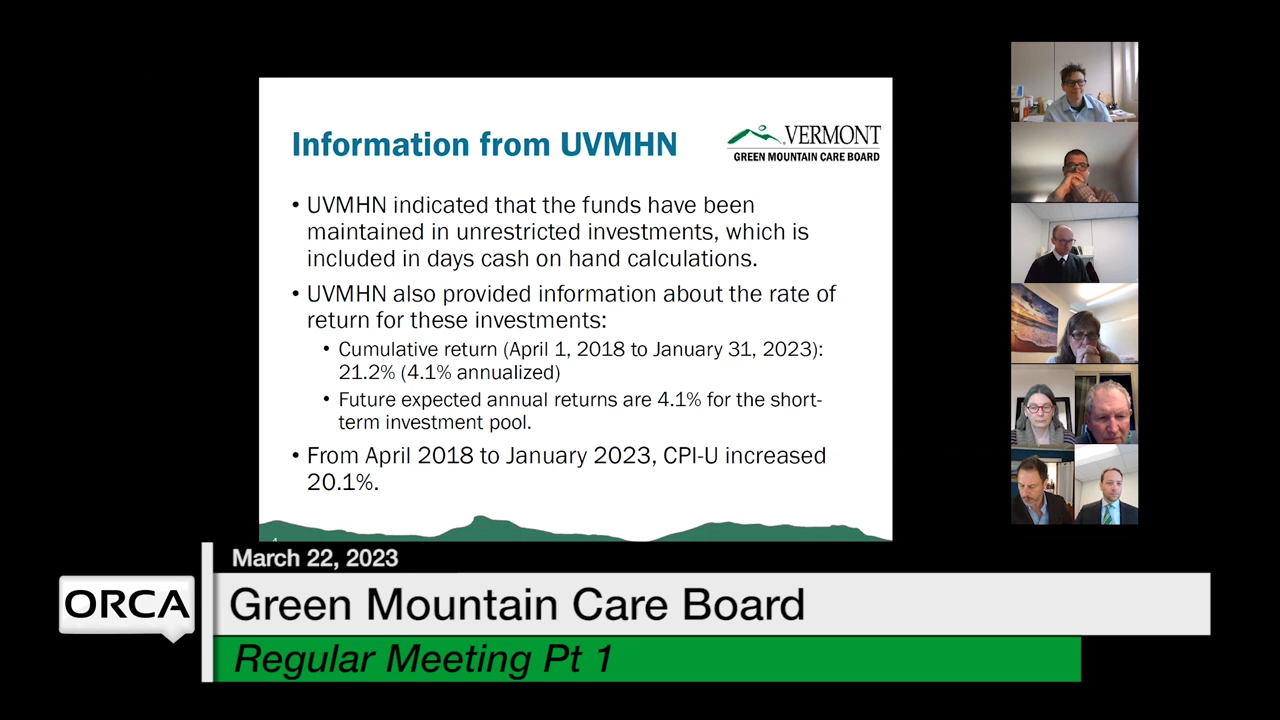 Information from UVMHN
VERMONT
GREEN MOUNTAIN CARE BOARD
• UVMHN indicated that the funds have been
maintained in unrestricted investments, which is
included in days cash on hand calculations.
• UVMHN also provided information about the rate of
return for these investments:
• Cumulative return (April 1, 2018 to January 31, 2023):
21.2% (4.1% annualized)
• Future expected annual returns are 4.1% for the short-
term investment pool.
• From April 2018 to January 2023, CPI-U increased
20.1%.
March 22, 2023
ORCA
Green Mountain Care Board
Regular Meeting Pt 1